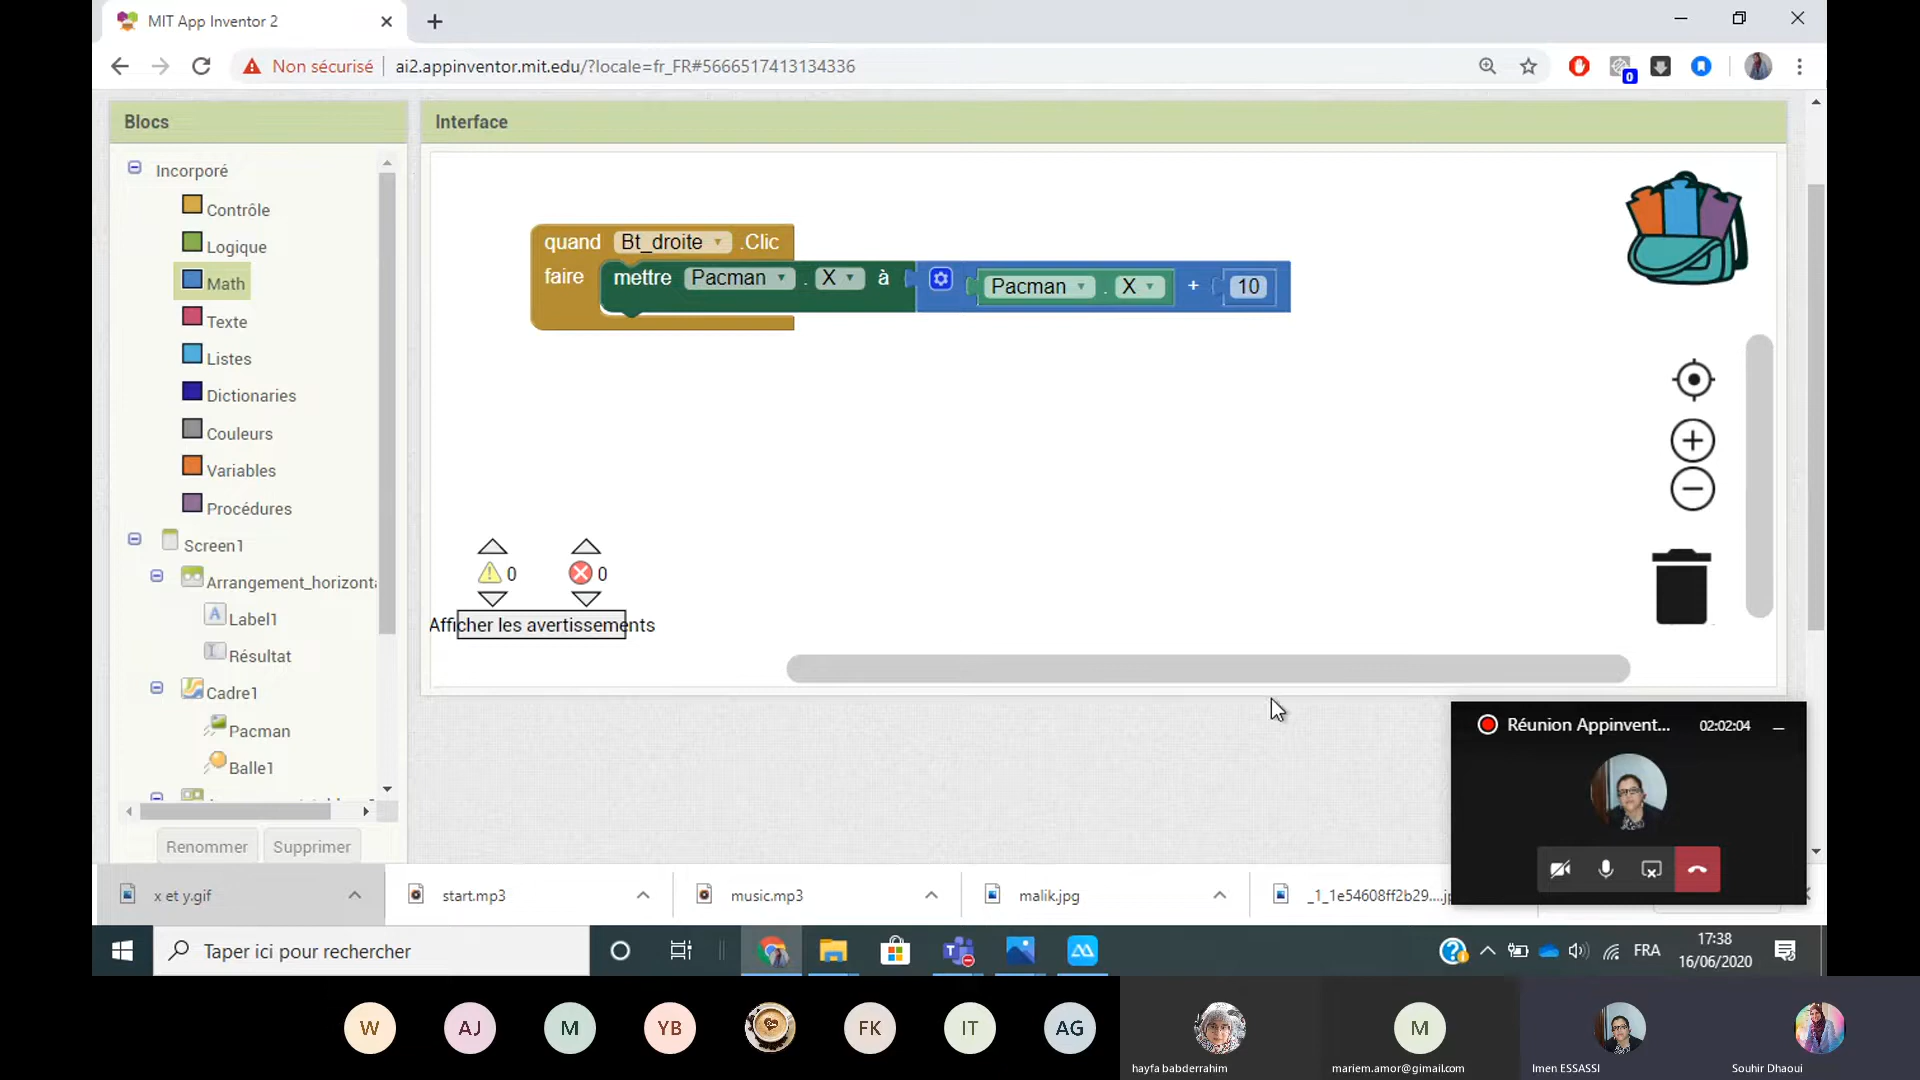 MIT App Inventor 2
Non sécurisé
ai2.appinventor.mit.edu/?locale=fr_FR#5666517413134336
0
Blocs
Interface
Incorporé
Contrôle
Logique
Math
Texte
Listes
Dictionaries
Couleurs
Variables
Procédures
Screen1
Arrangement_horizonta
Label1
Résultat
Cadre1
Pacman
Balle1
Renommer
Supprimer
quand Bt_droite .Clic
faire mettre Pacman . X à Pacman . X + 10
0
0
Afficher les avertissements
Réunion Appinvent...
02:02:04
x et y.gif
start.mp3
music.mp3
malik.jpg
_1_1e54608ff2b29....jp
Taper ici pour rechercher
FRA
17:38
16/06/2020
W
AJ
M
YB
FK
IT
AG
M
hayfa babderrahim
mariem.amor@gimail.com
Imen ESSASSI
Souhir Dhaoui